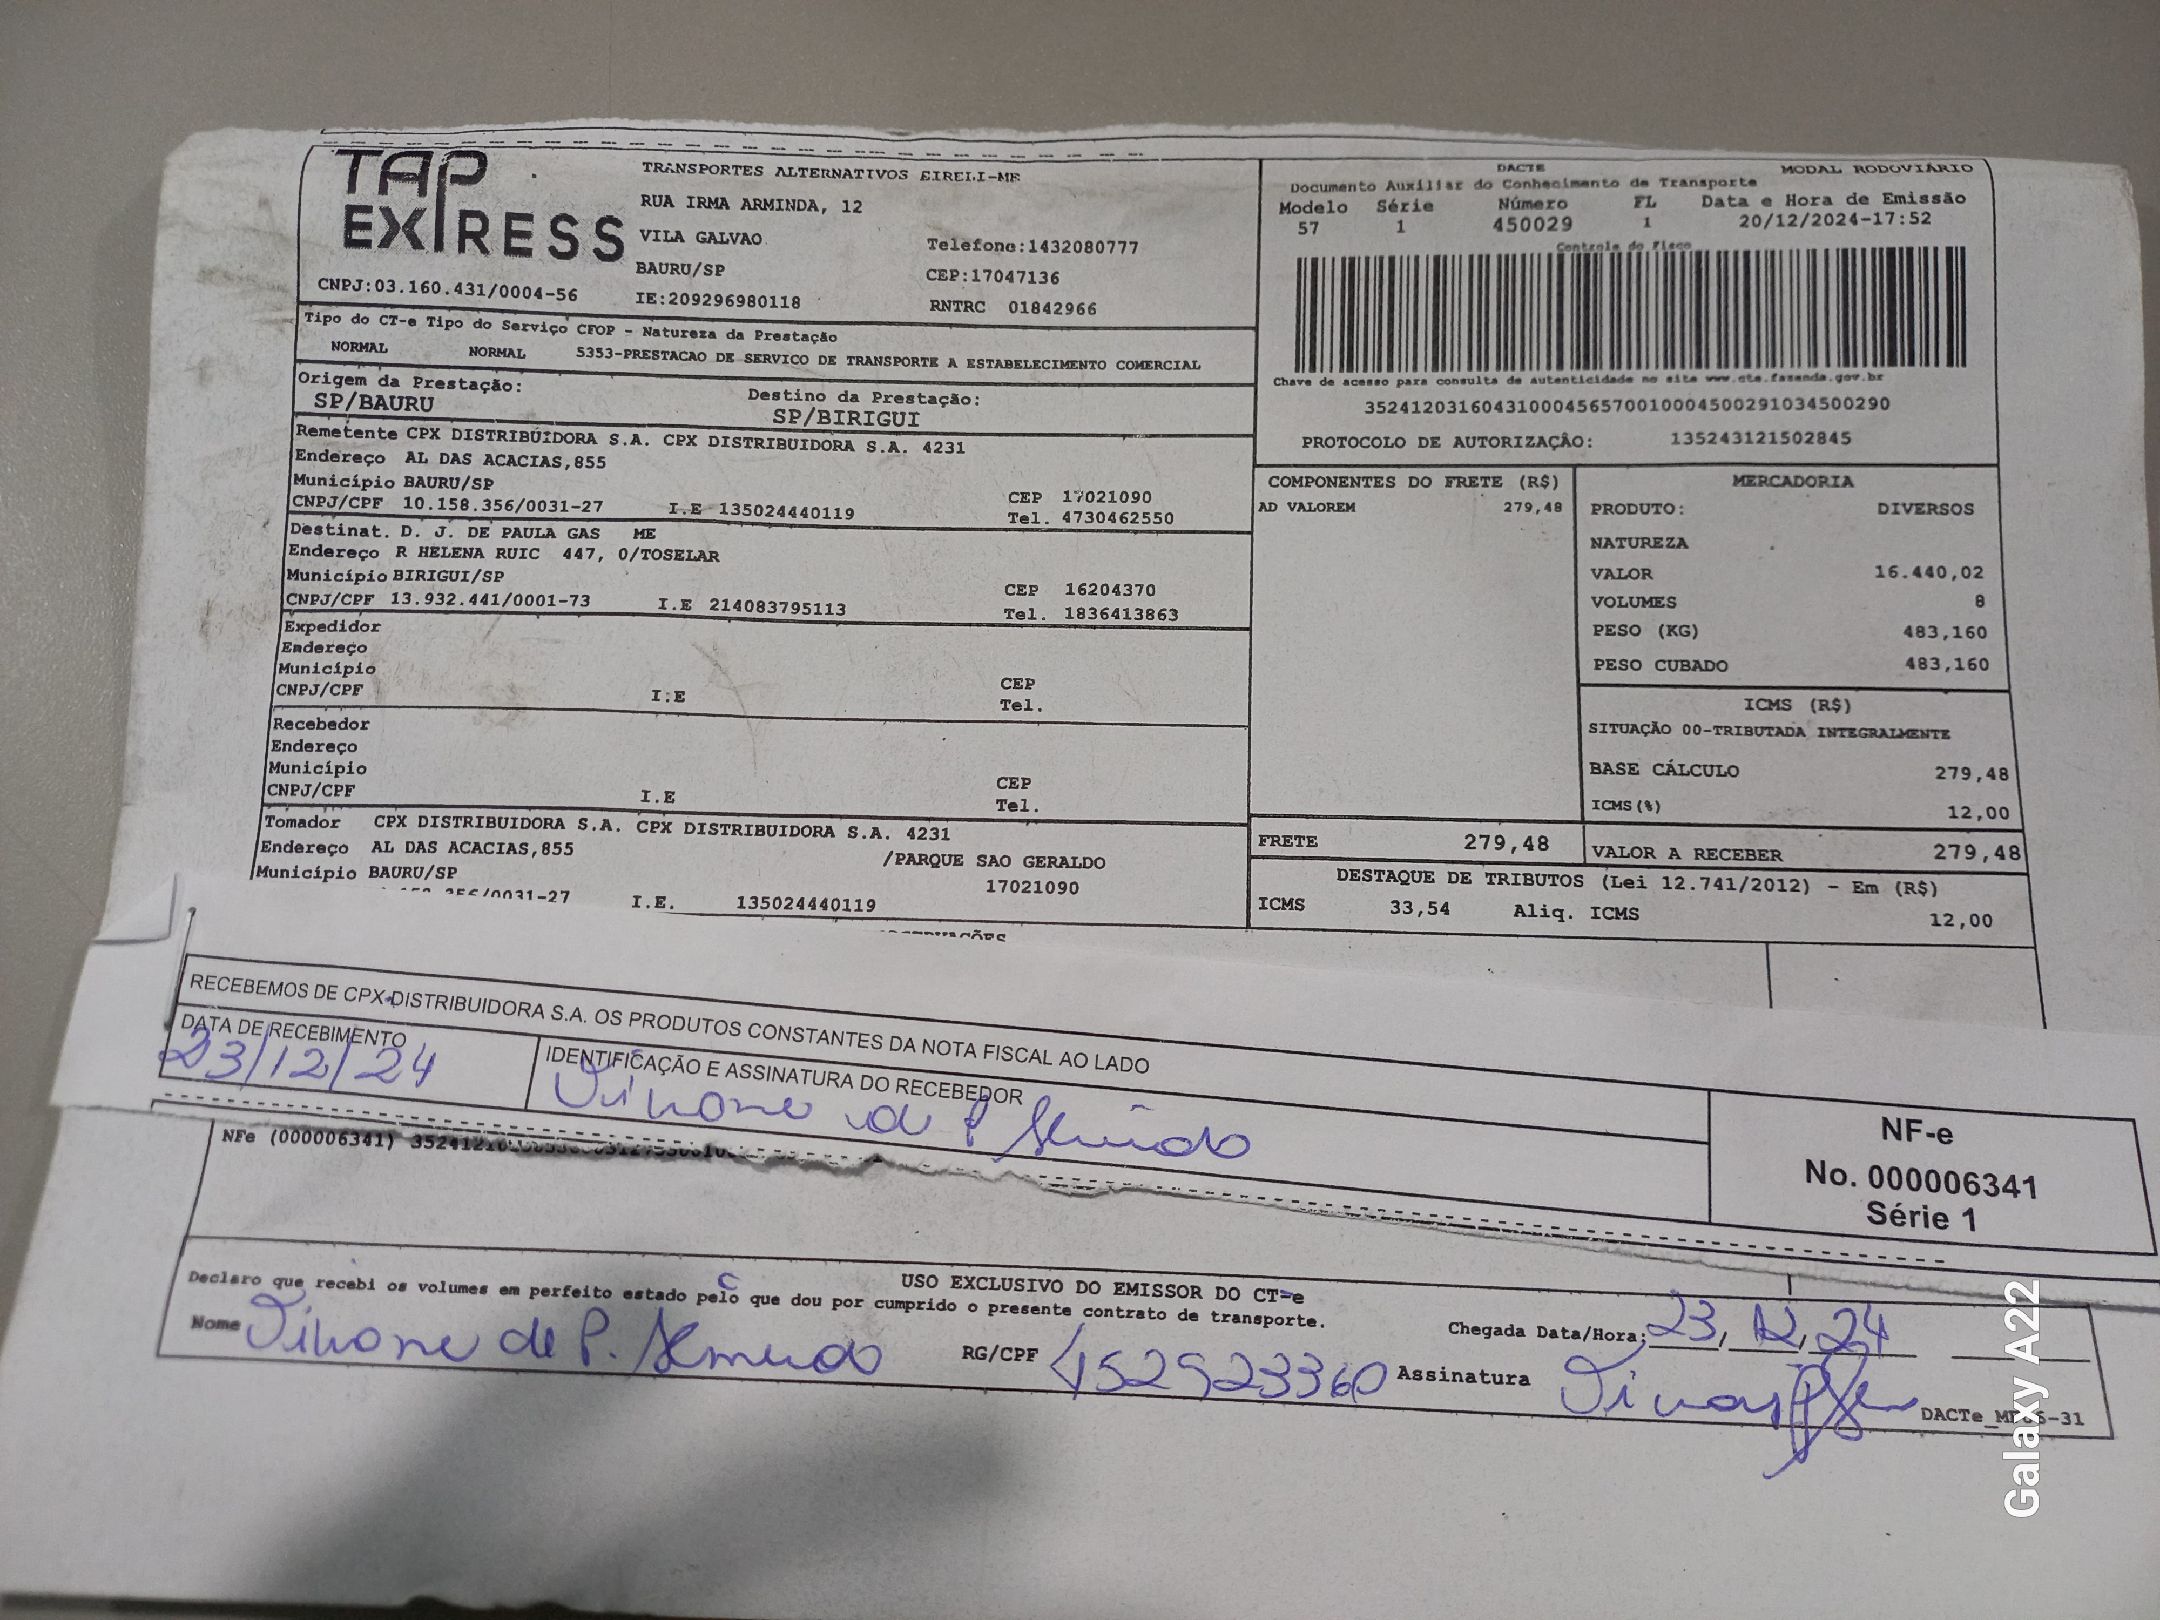 TAP EXPRESS
TRANSPORTES ALTERNATIVOS EIRELI-ME
RUA IRMA ARMINDA, 12
VILA GALVAO
Telefone:1432080777
BAURU/SP
CEP:17047136
CNPJ:03.160.431/0004-56
IE:209296980118
RNTRC 01842966
Tipo do CT-e Tipo do Serviço CFOP - Natureza da Prestação
NORMAL NORMAL 5353-PRESTACAO DE SERVICO DE TRANSPORTE A ESTABELECIMENTO COMERCIAL
Origem da Prestação: Destino da Prestação:
SP/BAURU SP/BIRIGUI
Remetente CPX DISTRIBUIDORA S.A. CPX DISTRIBUIDORA S.A. 4231
Endereço AL DAS ACACIAS,855
Município BAURU/SP CEP 17021090
CNPJ/CPF 10.158.356/0031-27 I.E 135024440119 Tel. 4730462550
Destinat. D. J. DE PAULA GAS ME
Endereço R HELENA RUIC 447, 0/TOSELAR
Município BIRIGUI/SP CEP 16204370
CNPJ/CPF 13.932.441/0001-73 I.E 214083795113 Tel. 1836413863
Expedidor
Endereço
Município CEP
CNPJ/CPF I.E Tel.
Recebedor
Endereço
Município CEP
CNPJ/CPF I.E Tel.
Tomador CPX DISTRIBUIDORA S.A. CPX DISTRIBUIDORA S.A. 4231
Endereço AL DAS ACACIAS,855 /PARQUE SAO GERALDO
Município BAURU/SP 17021090
356/0031-27 I.E. 135024440119
DACTE MODAL RODOVIÁRIO
Documento Auxiliar do Conhecimento de Transporte
Modelo Série Número FL Data e Hora de Emissão
57 1 450029 1 20/12/2024-17:52
Controle do Fisco
Chave de acesso para consulta de autenticidade no site www.cte.fazenda.gov.br
35241203160431000456570010004500291034500290
PROTOCOLO DE AUTORIZAÇÃO: 135243121502845
COMPONENTES DO FRETE (R$)
AD VALOREM 279,48
MERCADORIA
PRODUTO: DIVERSOS
NATUREZA
VALOR 16.440,02
VOLUMES 8
PESO (KG) 483,160
PESO CUBADO 483,160
ICMS (R$)
SITUAÇÃO 00-TRIBUTADA INTEGRALMENTE
BASE CÁLCULO 279,48
ICMS(%) 12,00
FRETE 279,48 VALOR A RECEBER 279,48
DESTAQUE DE TRIBUTOS (Lei 12.741/2012) - Em (R$)
ICMS 33,54 Aliq. ICMS 12,00
RECEBEMOS DE CPX DISTRIBUIDORA S.A. OS PRODUTOS CONSTANTES DA NOTA FISCAL AO LADO
DATA DE RECEBIMENTO
23/12/24
IDENTIFICAÇÃO E ASSINATURA DO RECEBEDOR
NF-e
No. 000006341
Série 1
NFe (000006341)
USO EXCLUSIVO DO EMISSOR DO CT-e
Declaro que recebi os volumes em perfeito estado pelo que dou por cumprido o presente contrato de transporte.
Nome de P. RG/CPF 452923360 Assinatura
Chegada Data/Hora: 23, 12, 24
Galaxy A22